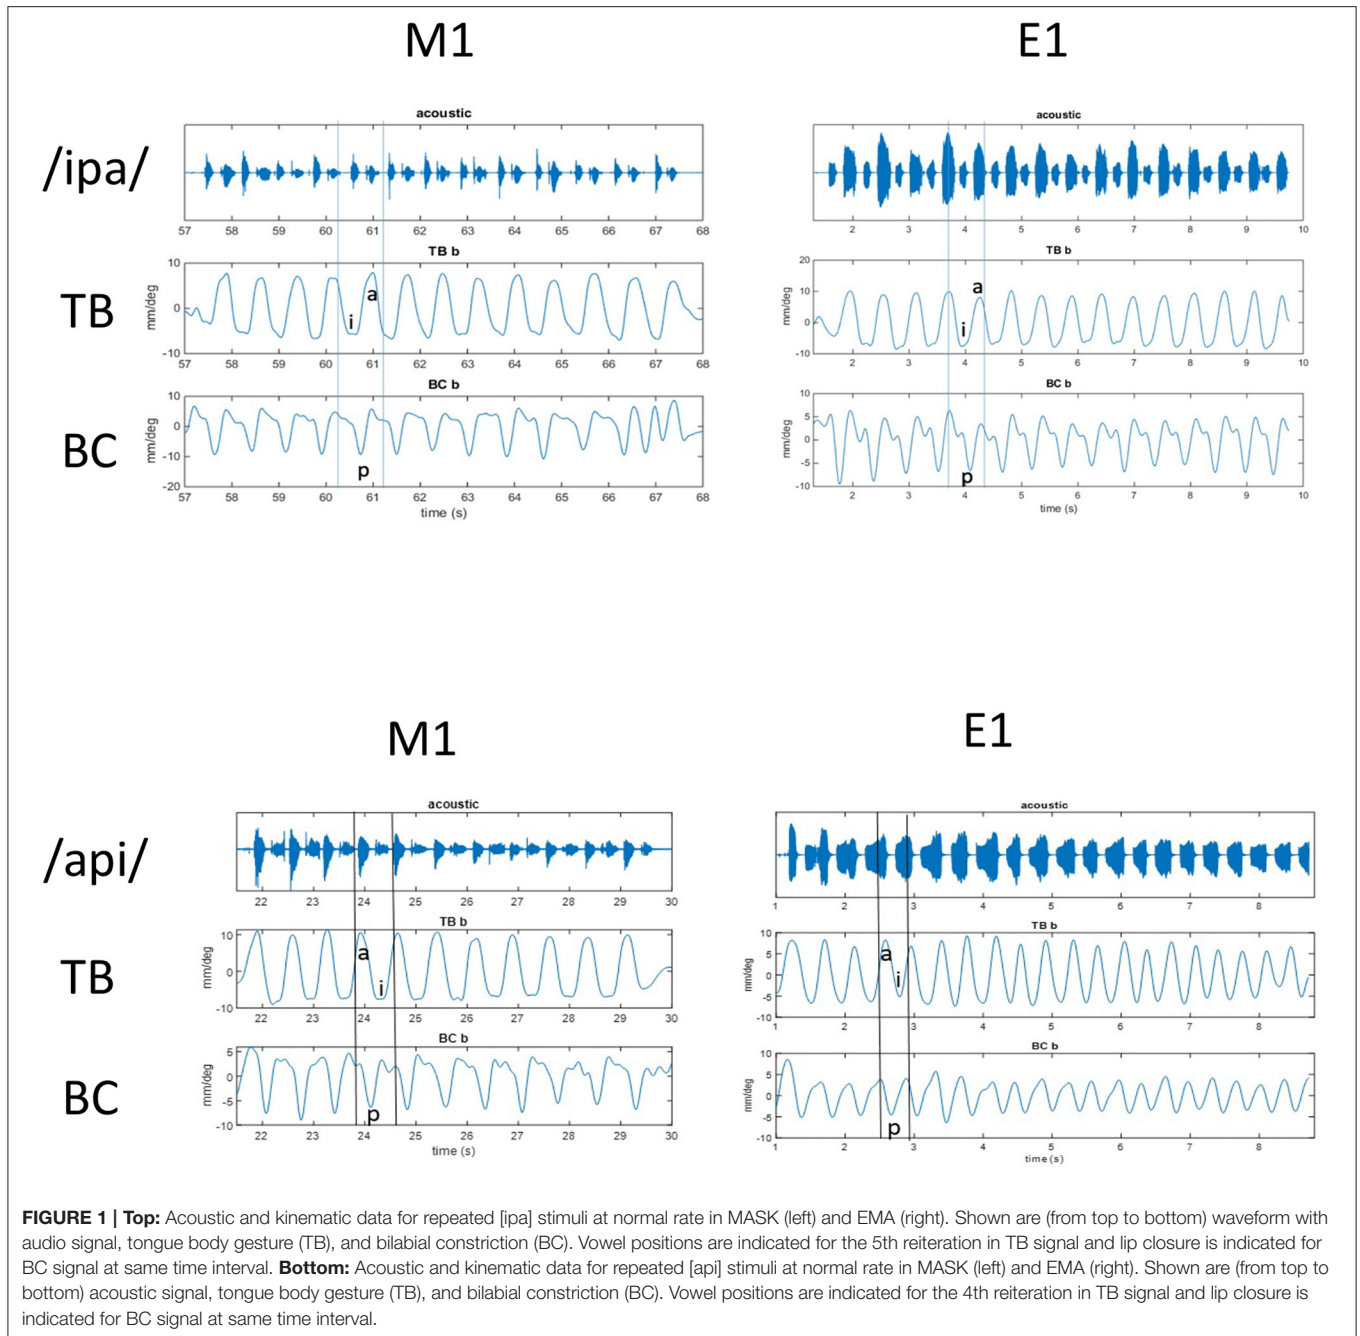 M1 E1
acoustic acoustic
/ipa/
57 58 59 60 61 62 63 64 65 66 67 68 2 3 4 5 6 7 8 9 10
TB b TB b
TB
mm/deg 10 0 -10 a i mm/deg 20 10 0 -10 a i
57 58 59 60 61 62 63 64 65 66 67 68 2 3 4 5 6 7 8 9 10
BC b BC b
BC
mm/deg 10 0 -10 -20 p mm/deg 10 5 0 -5 -10 p
57 58 59 60 61 62 63 64 65 66 67 68 2 3 4 5 6 7 8 9 10
time (s) time (s)
M1 E1
acoustic acoustic
/api/
22 23 24 25 26 27 28 29 30 1 2 3 4 5 6 7 8
TB b TB b
TB
mm/deg 10 0 -10 a i mm/deg 10 5 0 -5 -10 a i
22 23 24 25 26 27 28 29 30 1 2 3 4 5 6 7 8
BC b BC b
BC
mm/deg 5 0 -5 -10 p mm/deg 10 5 0 -5 -10 p
22 23 24 25 26 27 28 29 30 1 2 3 4 5 6 7 8
time (s) time (s)
FIGURE 1 | Top: Acoustic and kinematic data for repeated [ipa] stimuli at normal rate in MASK (left) and EMA (right). Shown are (from top to bottom) waveform with
audio signal, tongue body gesture (TB), and bilabial constriction (BC). Vowel positions are indicated for the 5th reiteration in TB signal and lip closure is indicated for
BC signal at same time interval. Bottom: Acoustic and kinematic data for repeated [api] stimuli at normal rate in MASK (left) and EMA (right). Shown are (from top to
bottom) acoustic signal, tongue body gesture (TB), and bilabial constriction (BC). Vowel positions are indicated for the 4th reiteration in TB signal and lip closure is
indicated for BC signal at same time interval.